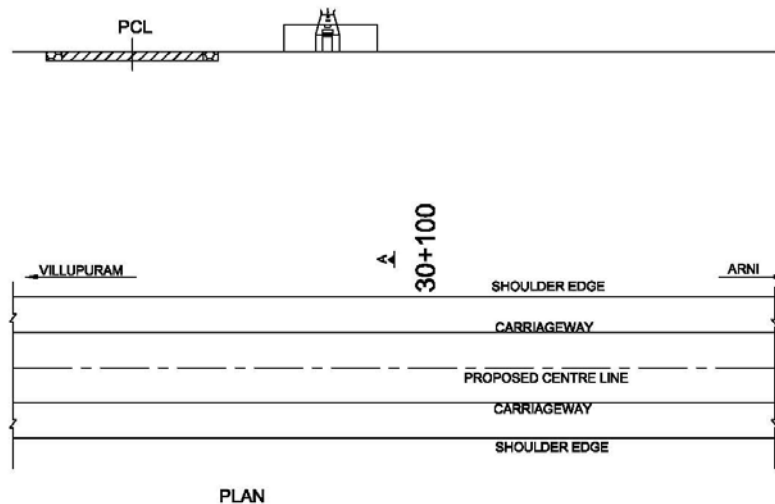 PCL
30+100
A
VILLUPURAM
ARNI
SHOULDER EDGE
CARRIAGEWAY
PROPOSED CENTRE LINE
CARRIAGEWAY
SHOULDER EDGE
PLAN